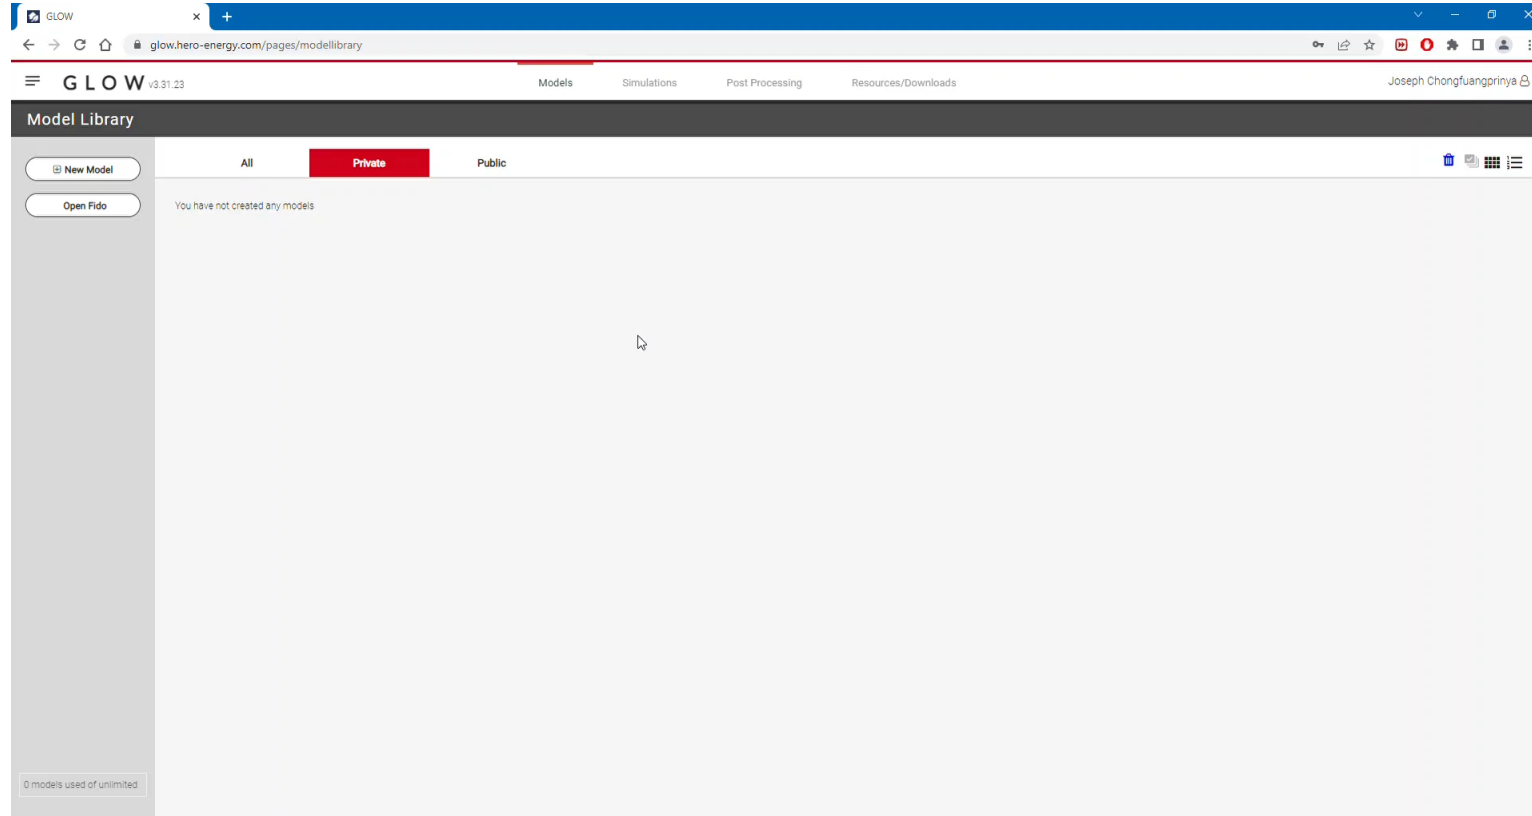 GLOW
glow.hero-energy.com/pages/modellibrary
GLOW v3.31.23 Models Simulations Post Processing Resources/Downloads Joseph Chongfuangprinya
Model Library
New Model All Private Public
Open Fido You have not created any models
0 models used of unlimited